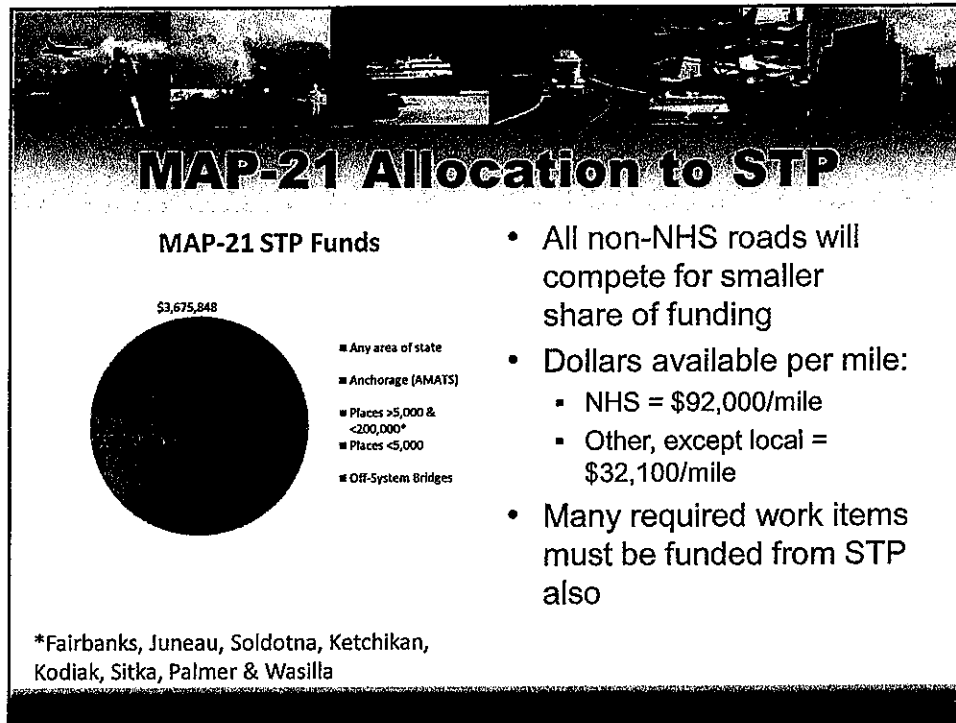 MAP-21 Allocation to STP
MAP-21 STP Funds
$3,675,848
■ Any area of state
■ Anchorage (AMATS)
■ Places >5,000 &
<200,000*
■ Places <5,000
■ Off-System Bridges
*Fairbanks, Juneau, Soldotna, Ketchikan,
Kodiak, Sitka, Palmer & Wasilla
• All non-NHS roads will
compete for smaller
share of funding
• Dollars available per mile:
▪ NHS = $92,000/mile
▪ Other, except local =
$32,100/mile
• Many required work items
must be funded from STP
also